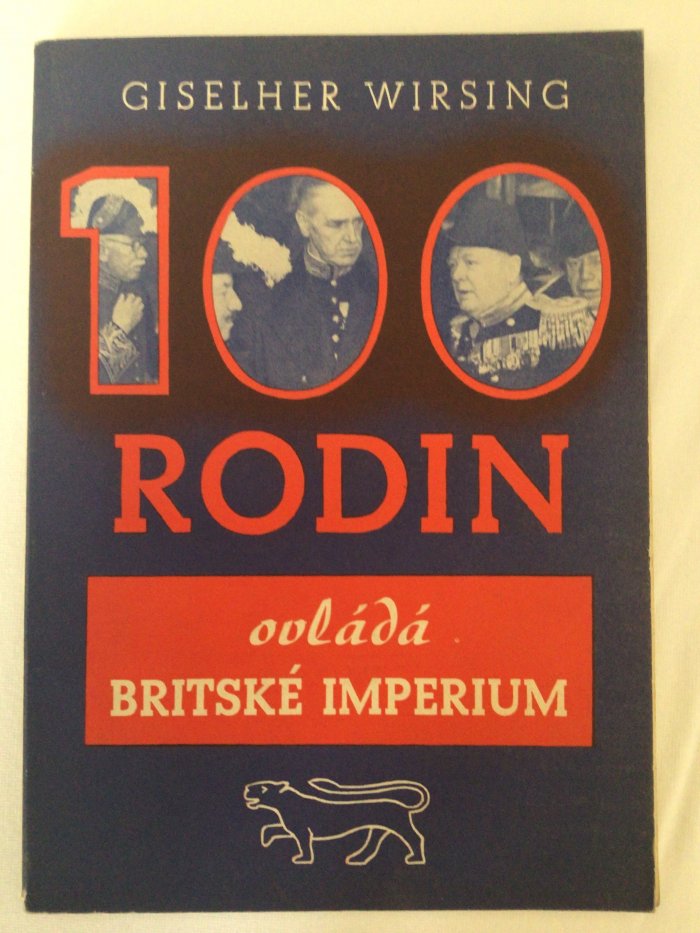 GISELHER WIRSING
100
RODIN
ovládá
BRITSKÉ IMPERIUM